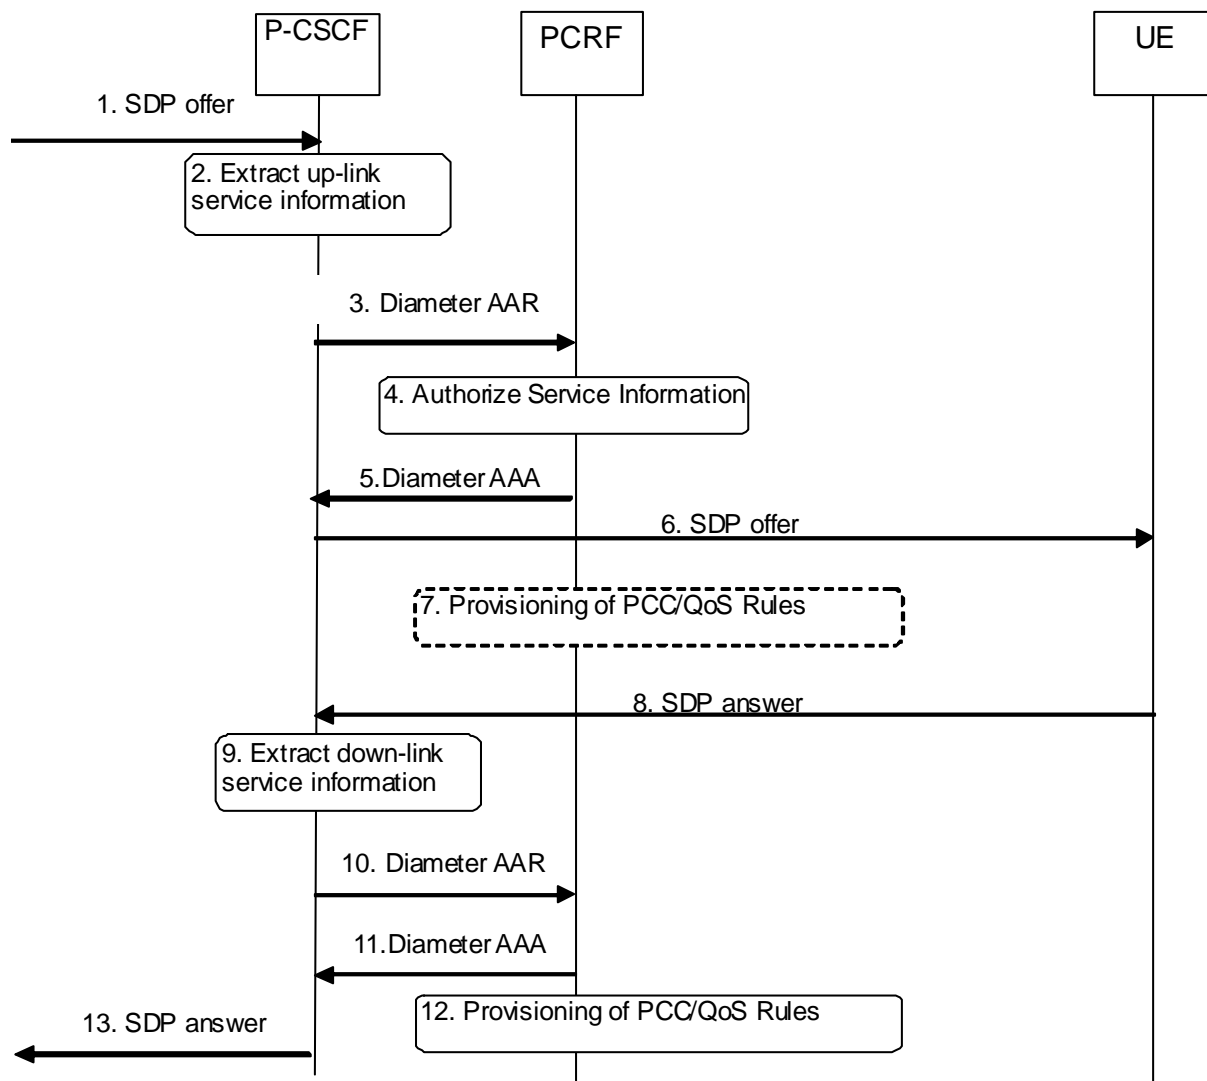 P-CSCF
PCRF
UE
1. SDP offer
2. Extract up-link
service information
3. Diameter AAR
4. Authorize Service Information
5.Diameter AAA
6. SDP offer
7. Provisioning of PCC/QoS Rules
8. SDP answer
9. Extract down-link
service information
10. Diameter AAR
11.Diameter AAA
12. Provisioning of PCC/QoS Rules
13. SDP answer